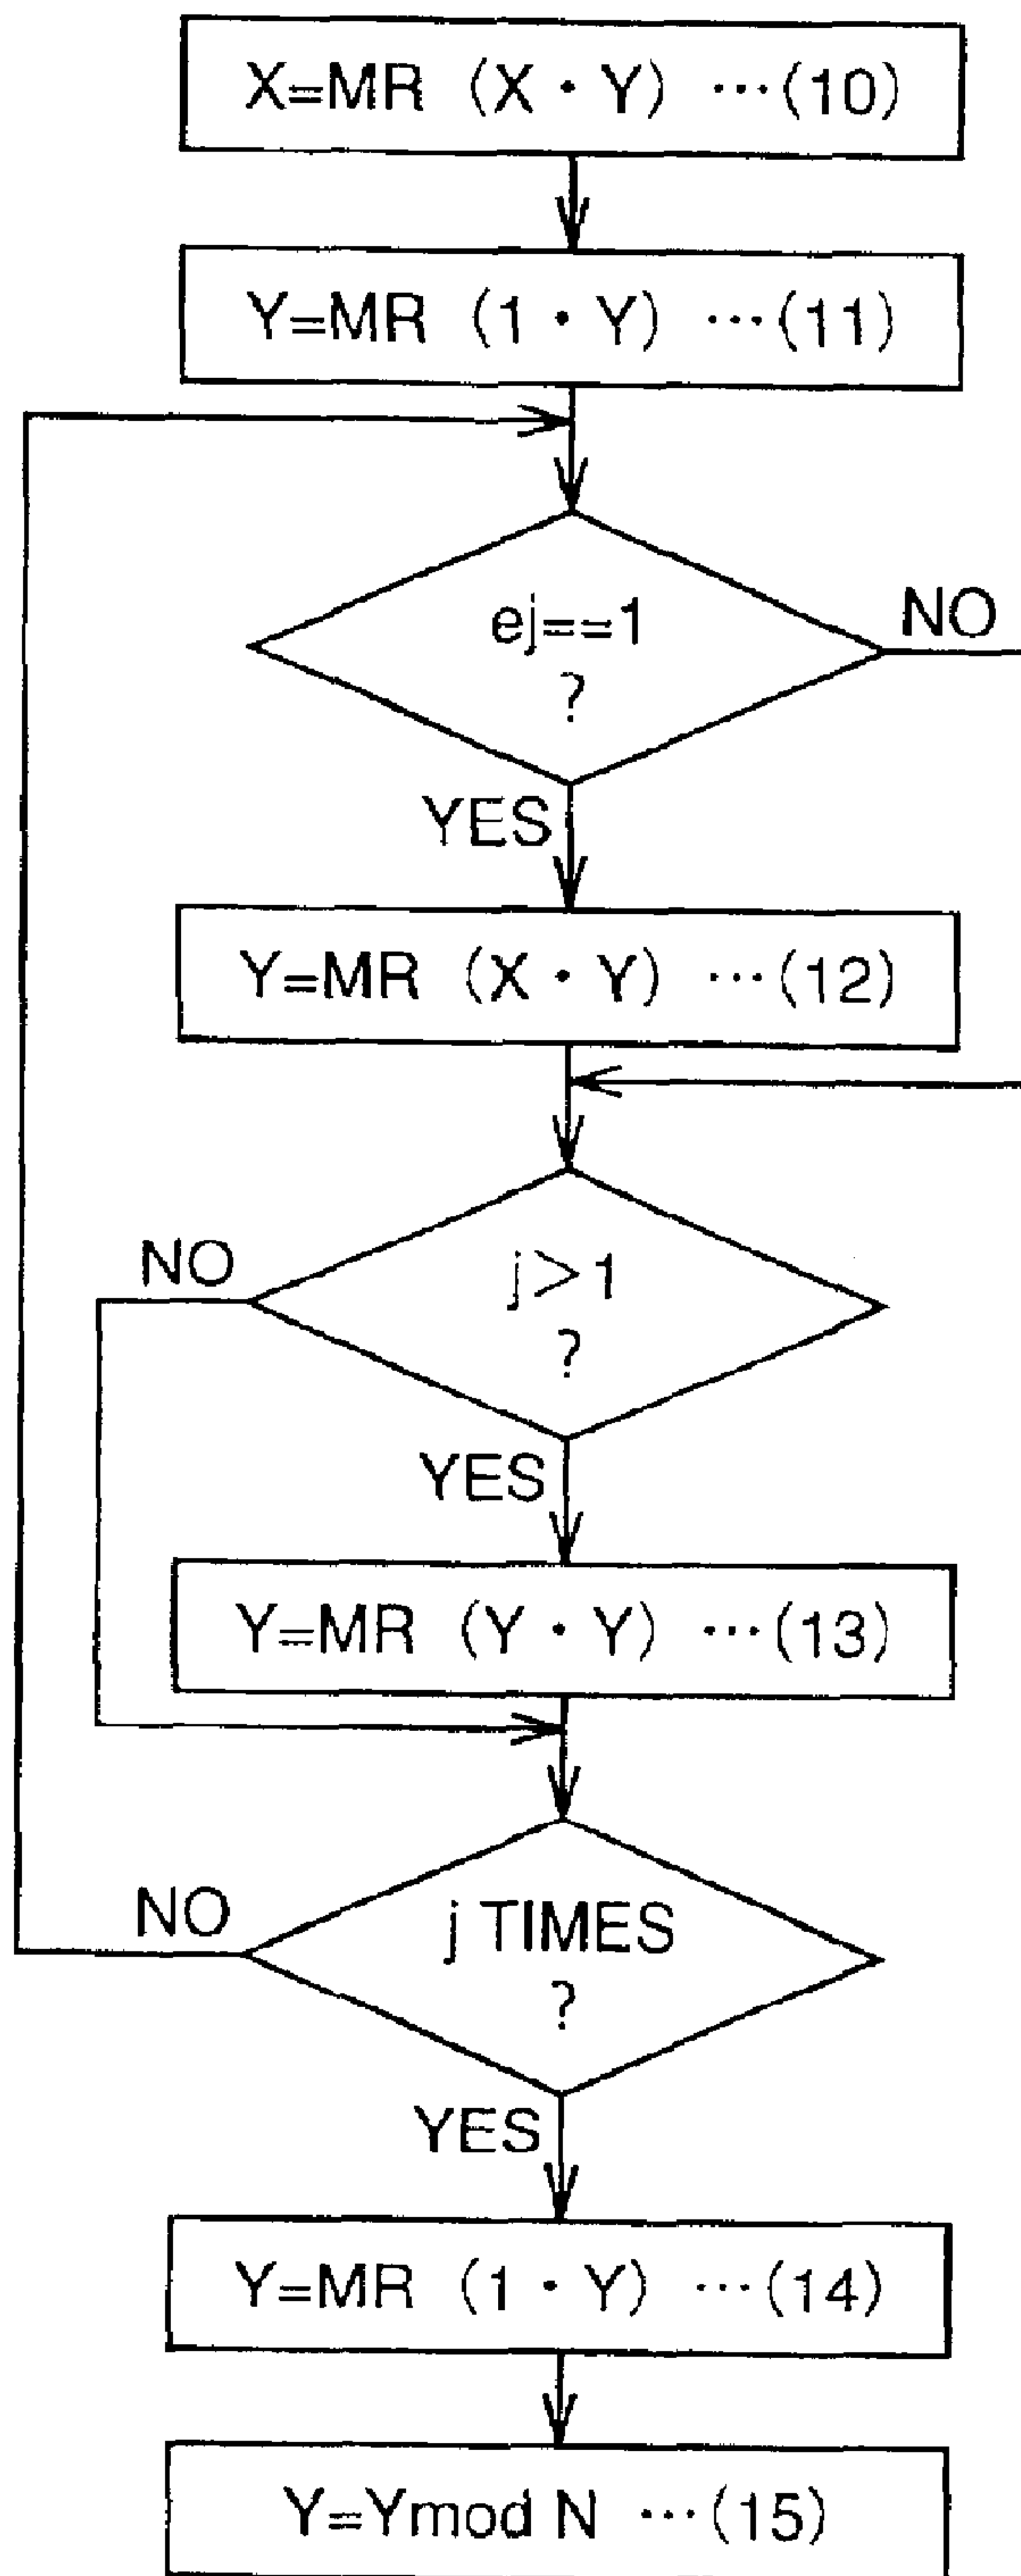 X=MR (X・Y) …(10)
Y=MR (1・Y) …(11)
ej==1
?
NO
YES
Y=MR (X・Y) …(12)
NO
j>1
?
YES
Y=MR (Y・Y) …(13)
NO
j TIMES
?
YES
Y=MR (1・Y) …(14)
Y=Ymod N …(15)